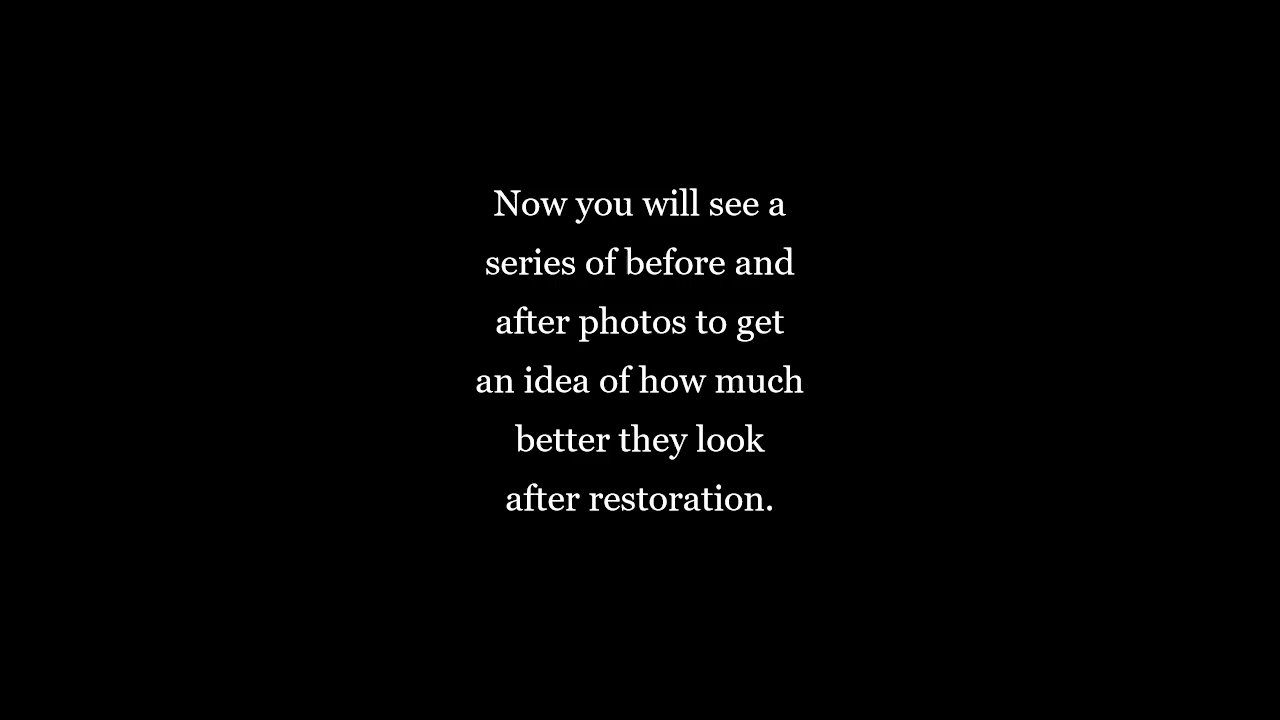 Now you will see a
series of before and
after photos to get
an idea of how much
better they look
after restoration.